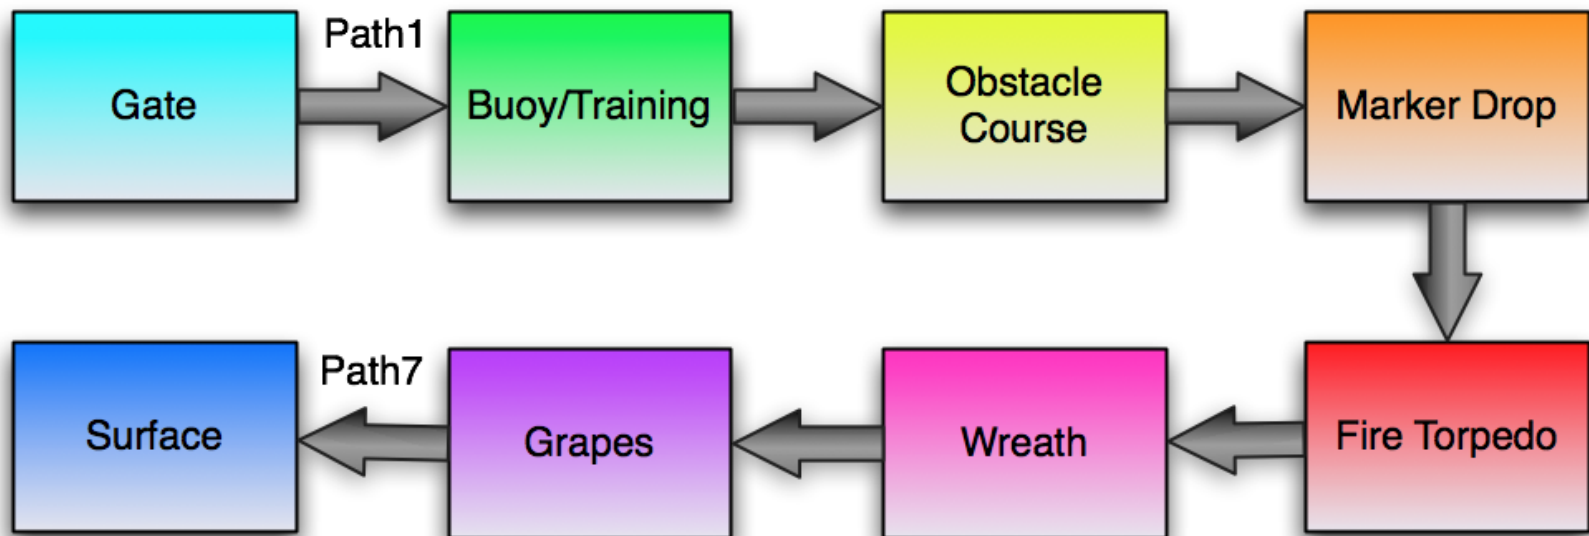 Gate
Path1
Buoy/Training
Obstacle
Course
Marker Drop
Fire Torpedo
Wreath
Grapes
Path7
Surface